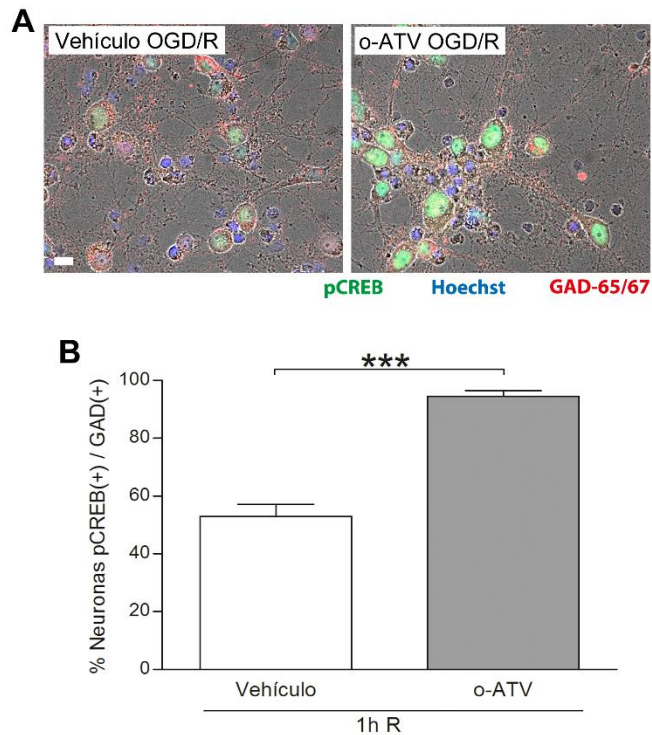 A
Vehículo OGD/R
o-ATV OGD/R
pCREB Hoechst GAD-65/67
B
***
% Neuronas pCREB(+) / GAD(+)
100
80
60
40
20
0
Vehículo
o-ATV
1h R